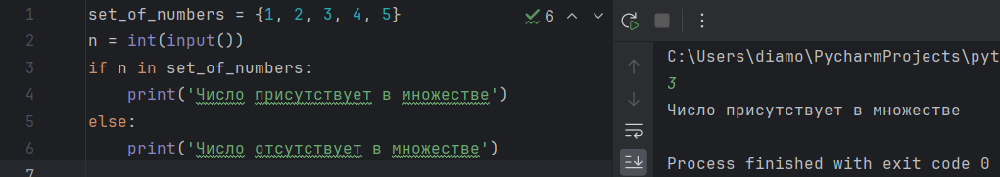 1 set_of_numbers = {1, 2, 3, 4, 5}
2 n = int(input())
3 if n in set_of_numbers:
4 print('Число присутствует в множестве')
5 else:
6 print('Число отсутствует в множестве')
7
6
C:\Users\diamo\PycharmProjects\pyt
3
Число присутствует в множестве
Process finished with exit code 0